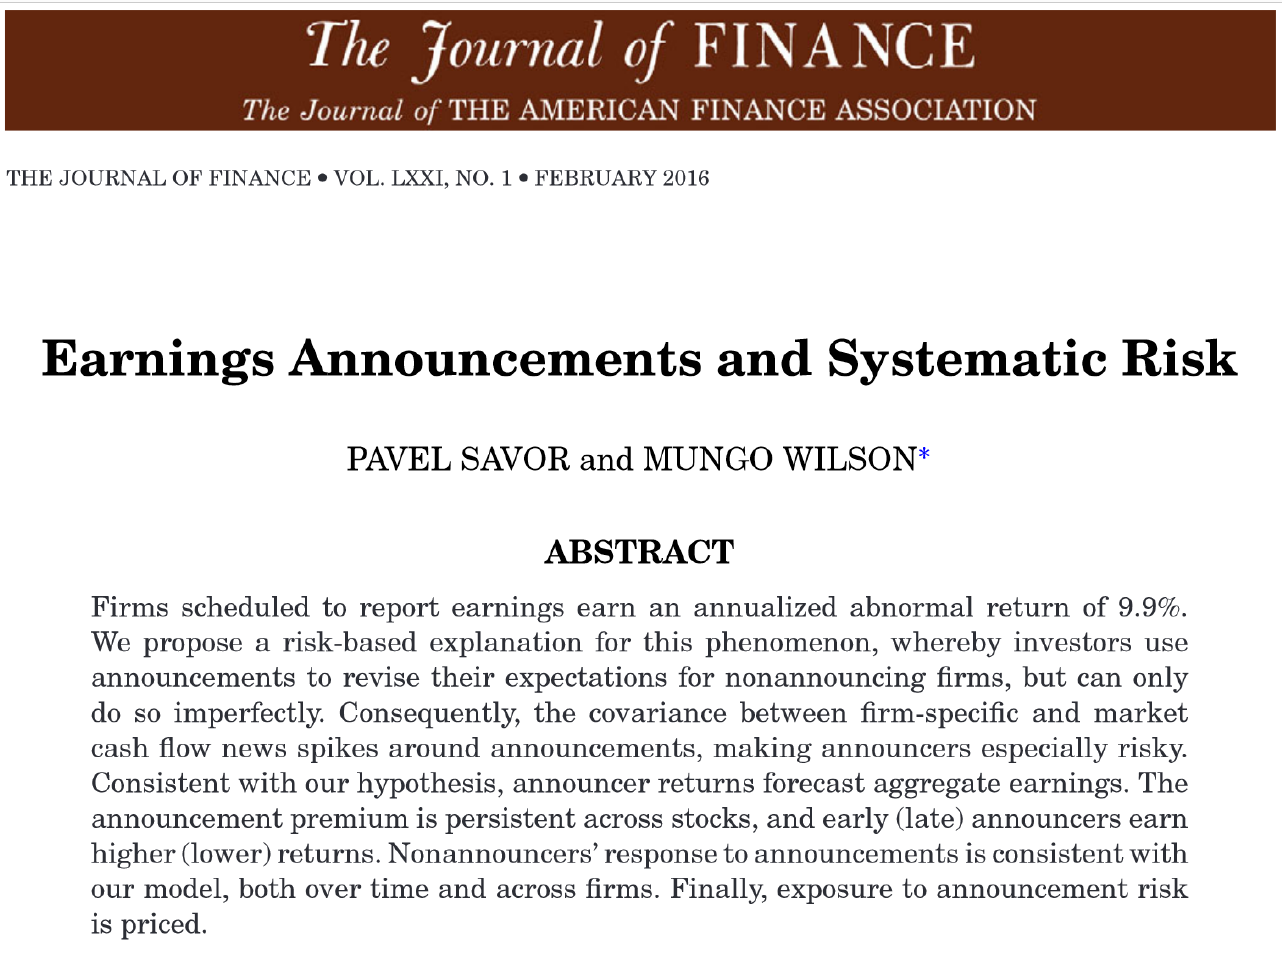 The Journal of FINANCE
The Journal of THE AMERICAN FINANCE ASSOCIATION
THE JOURNAL OF FINANCE • VOL. LXXI, NO. 1 • FEBRUARY 2016
Earnings Announcements and Systematic Risk
PAVEL SAVOR and MUNGO WILSON*
ABSTRACT
Firms scheduled to report earnings earn an annualized abnormal return of 9.9%.
We propose a risk-based explanation for this phenomenon, whereby investors use
announcements to revise their expectations for nonannouncing firms, but can only
do so imperfectly. Consequently, the covariance between firm-specific and market
cash flow news spikes around announcements, making announcers especially risky.
Consistent with our hypothesis, announcer returns forecast aggregate earnings. The
announcement premium is persistent across stocks, and early (late) announcers earn
higher (lower) returns. Nonannouncers’ response to announcements is consistent with
our model, both over time and across firms. Finally, exposure to announcement risk
is priced.